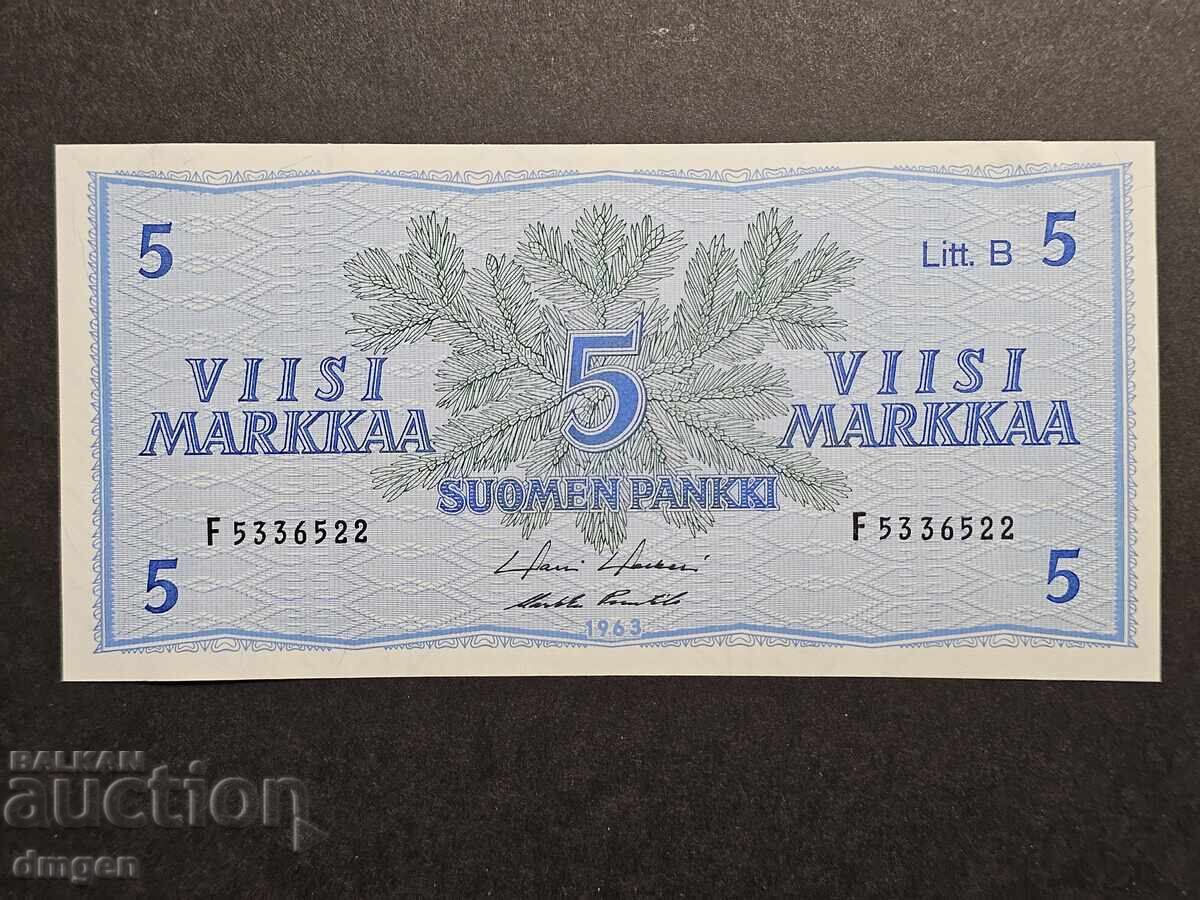 5
Litt. B 5
VIISI
MARKKAA
5
VIISI
MARKKAA
SUOMEN PANKKI
F 5336522
F 5336522
5
1963
5
BALKAN
auction
dmgen